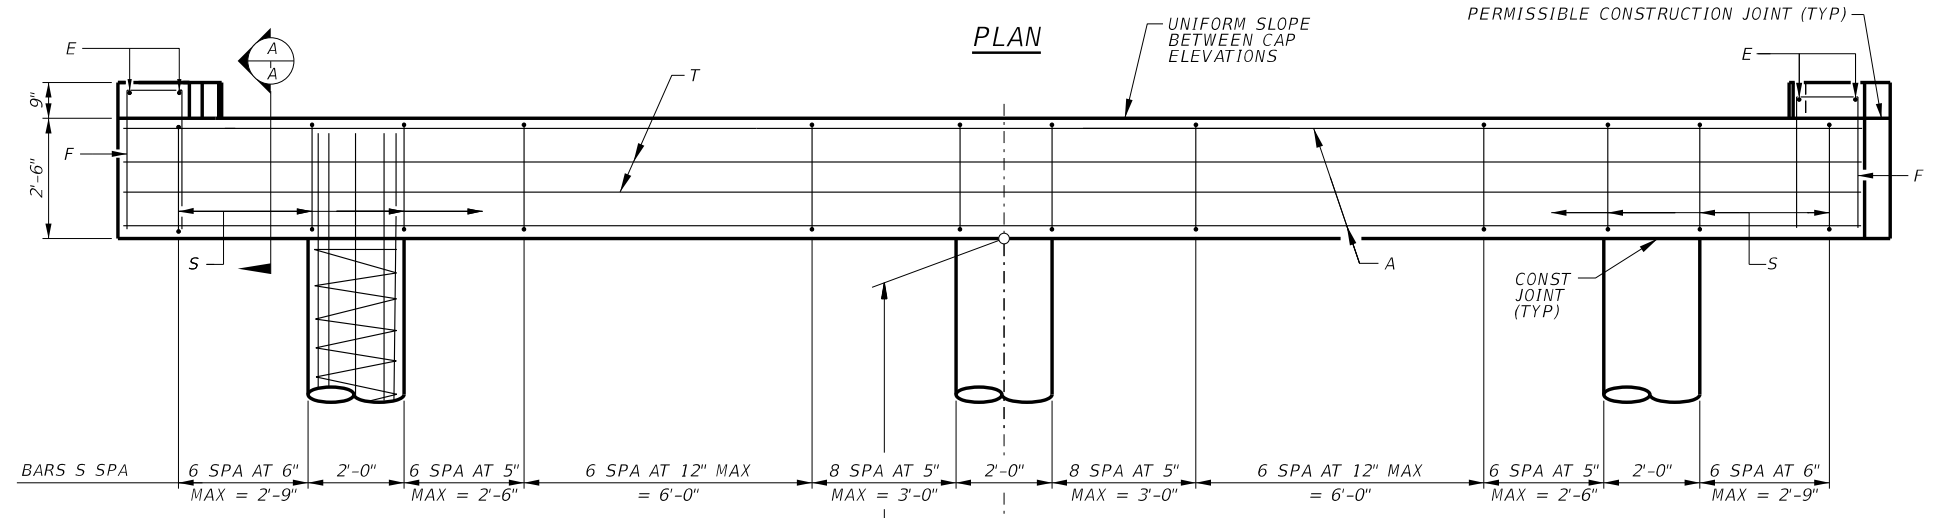 PLAN
UNIFORM SLOPE
BETWEEN CAP
ELEVATIONS
PERMISSIBLE CONSTRUCTION JOINT (TYP)
E
A
A
T
E
9"
2'-6"
F
F
S
A
S
CONST
JOINT
(TYP)
BARS S SPA
6 SPA AT 6"
MAX = 2'-9"
2'-0"
6 SPA AT 5"
MAX = 2'-6"
6 SPA AT 12" MAX
= 6'-0"
8 SPA AT 5"
MAX = 3'-0"
2'-0"
8 SPA AT 5"
MAX = 3'-0"
6 SPA AT 12" MAX
= 6'-0"
6 SPA AT 5"
MAX = 2'-6"
2'-0"
6 SPA AT 6"
MAX = 2'-9"